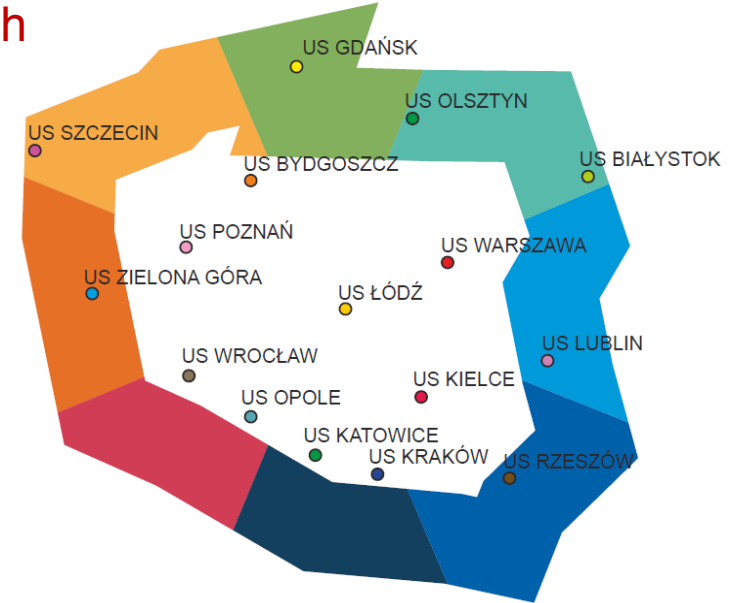 h
US GDAŃSK
US OLSZTYN
US SZCZECIN
US BYDGOSZCZ
US BIAŁYSTOK
US POZNAŃ
US WARSZAWA
US ZIELONA GÓRA
US ŁÓDŹ
US LUBLIN
US WROCŁAW
US KIELCE
US OPOLE
US KATOWICE
US KRAKÓW
US RZESZÓW